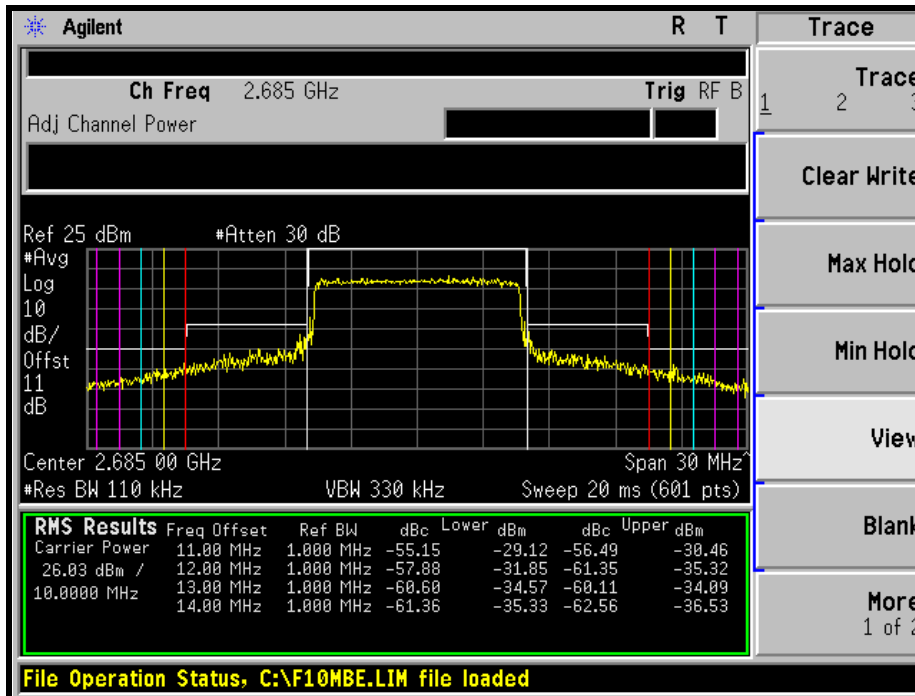 Agilent R T Trace
Ch Freq 2.685 GHz Trig RF B
Adj Channel Power
Trace
1 2
Clear Write
Max Hold
Min Hold
View
Blank
More
1 of 2
Ref 25 dBm #Atten 30 dB
#Avg
Log
10
dB/
Offst
11
dB
Center 2.685 00 GHz Span 30 MHz^
#Res BW 110 kHz VBW 330 kHz Sweep 20 ms (601 pts)
RMS Results Freq Offset Ref BW dBc Lower dBm dBc Upper dBm
Carrier Power 11.00 MHz 1.000 MHz -55.15 -29.12 -56.49 -30.46
26.03 dBm / 12.00 MHz 1.000 MHz -57.88 -31.85 -61.35 -35.32
10.0000 MHz 13.00 MHz 1.000 MHz -60.60 -34.57 -60.11 -34.09
14.00 MHz 1.000 MHz -61.36 -35.33 -62.56 -36.53
File Operation Status, C:\F10MBE.LIM file loaded